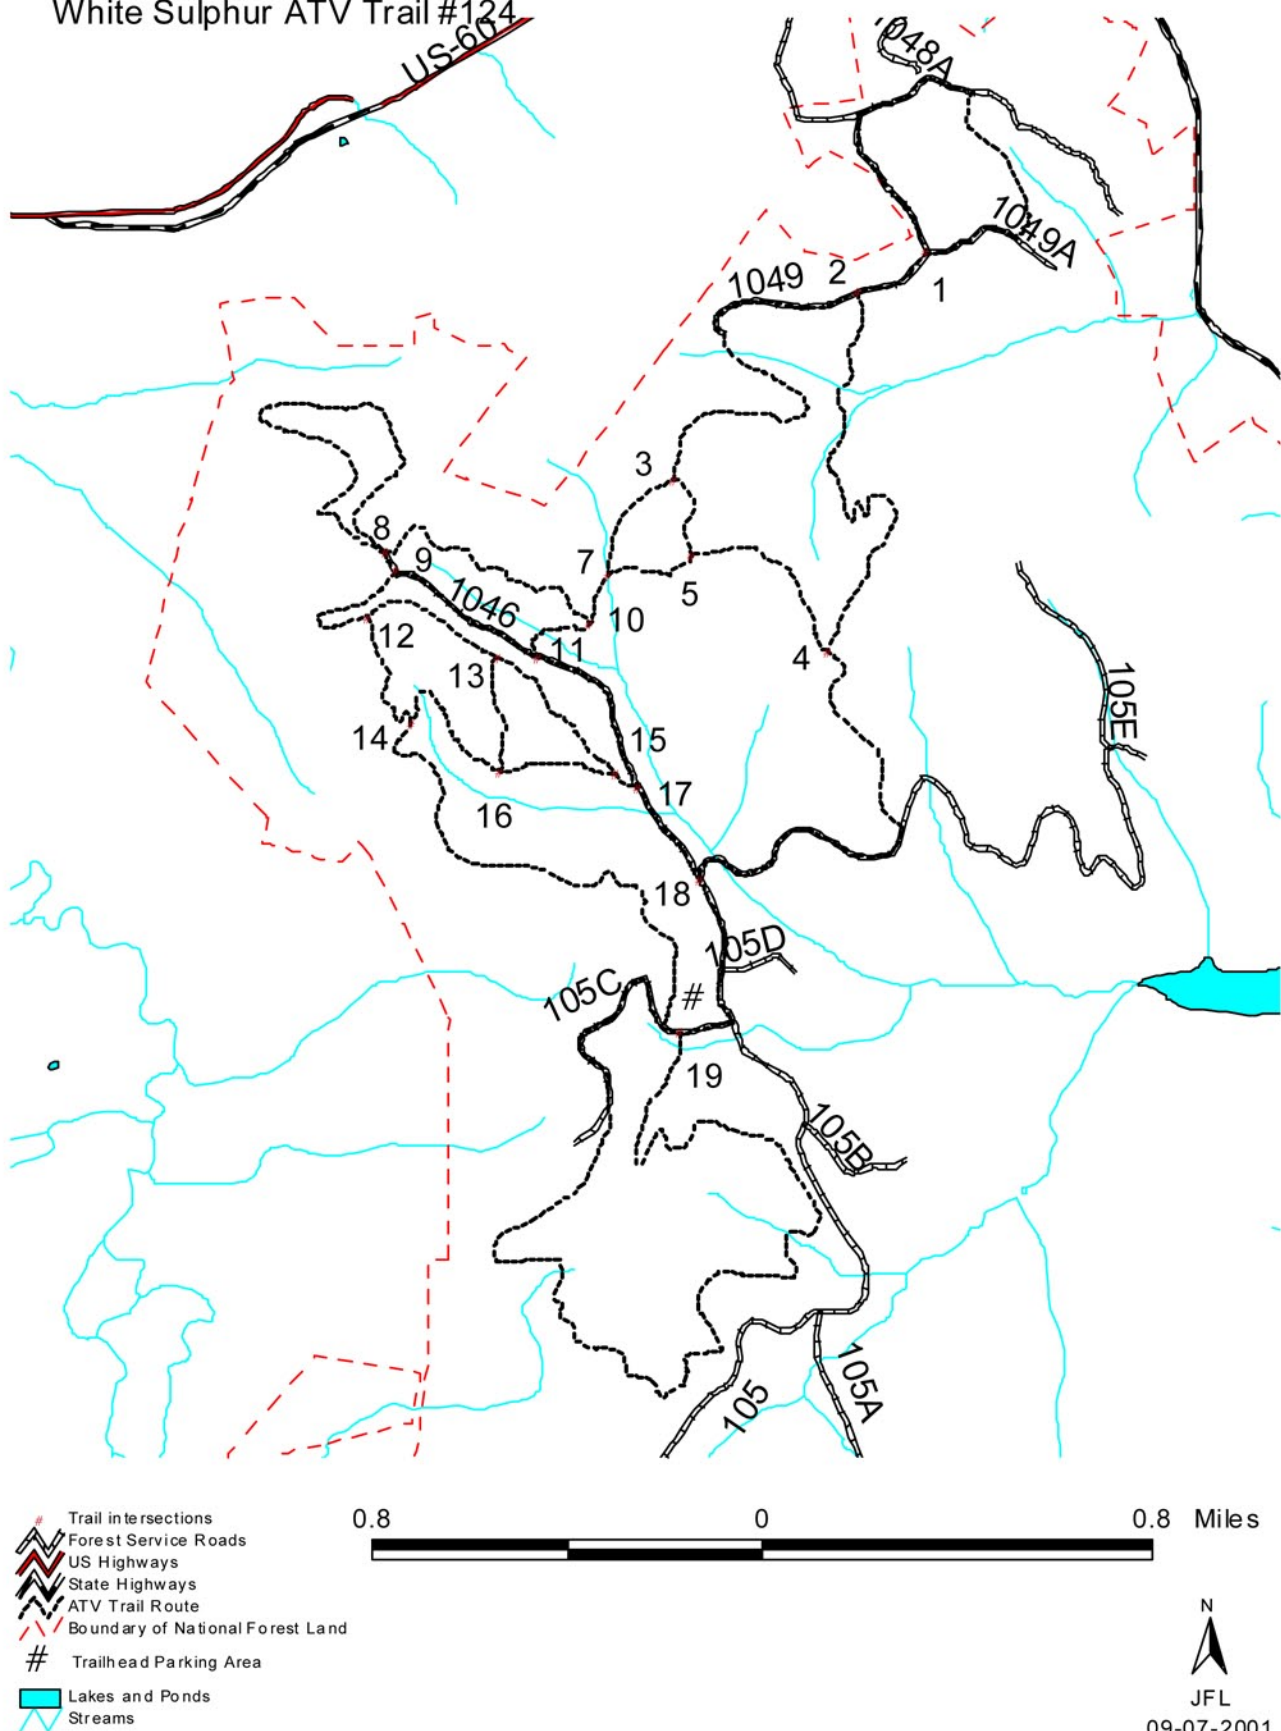 White Sulphur ATV Trail #124
US-60
1048A
1049A
2
1049
1
3
8
7
9
5
1046
10
12
11
4
13
105E
14
15
17
16
18
105D
105C
#
19
105B
105A
105
0.8 0 0.8 Miles
# Trail intersections
Forest Service Roads
US Highways
State Highways
ATV Trail Route
Boundary of National Forest Land
# Trailhead Parking Area
Lakes and Ponds
Streams
N
JFL
09-07-2001